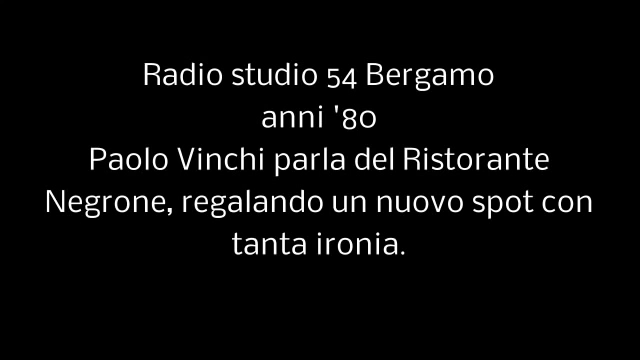 Radio studio 54 Bergamo
anni '80
Paolo Vinchi parla del Ristorante
Negrone, regalando un nuovo spot con
tanta ironia.